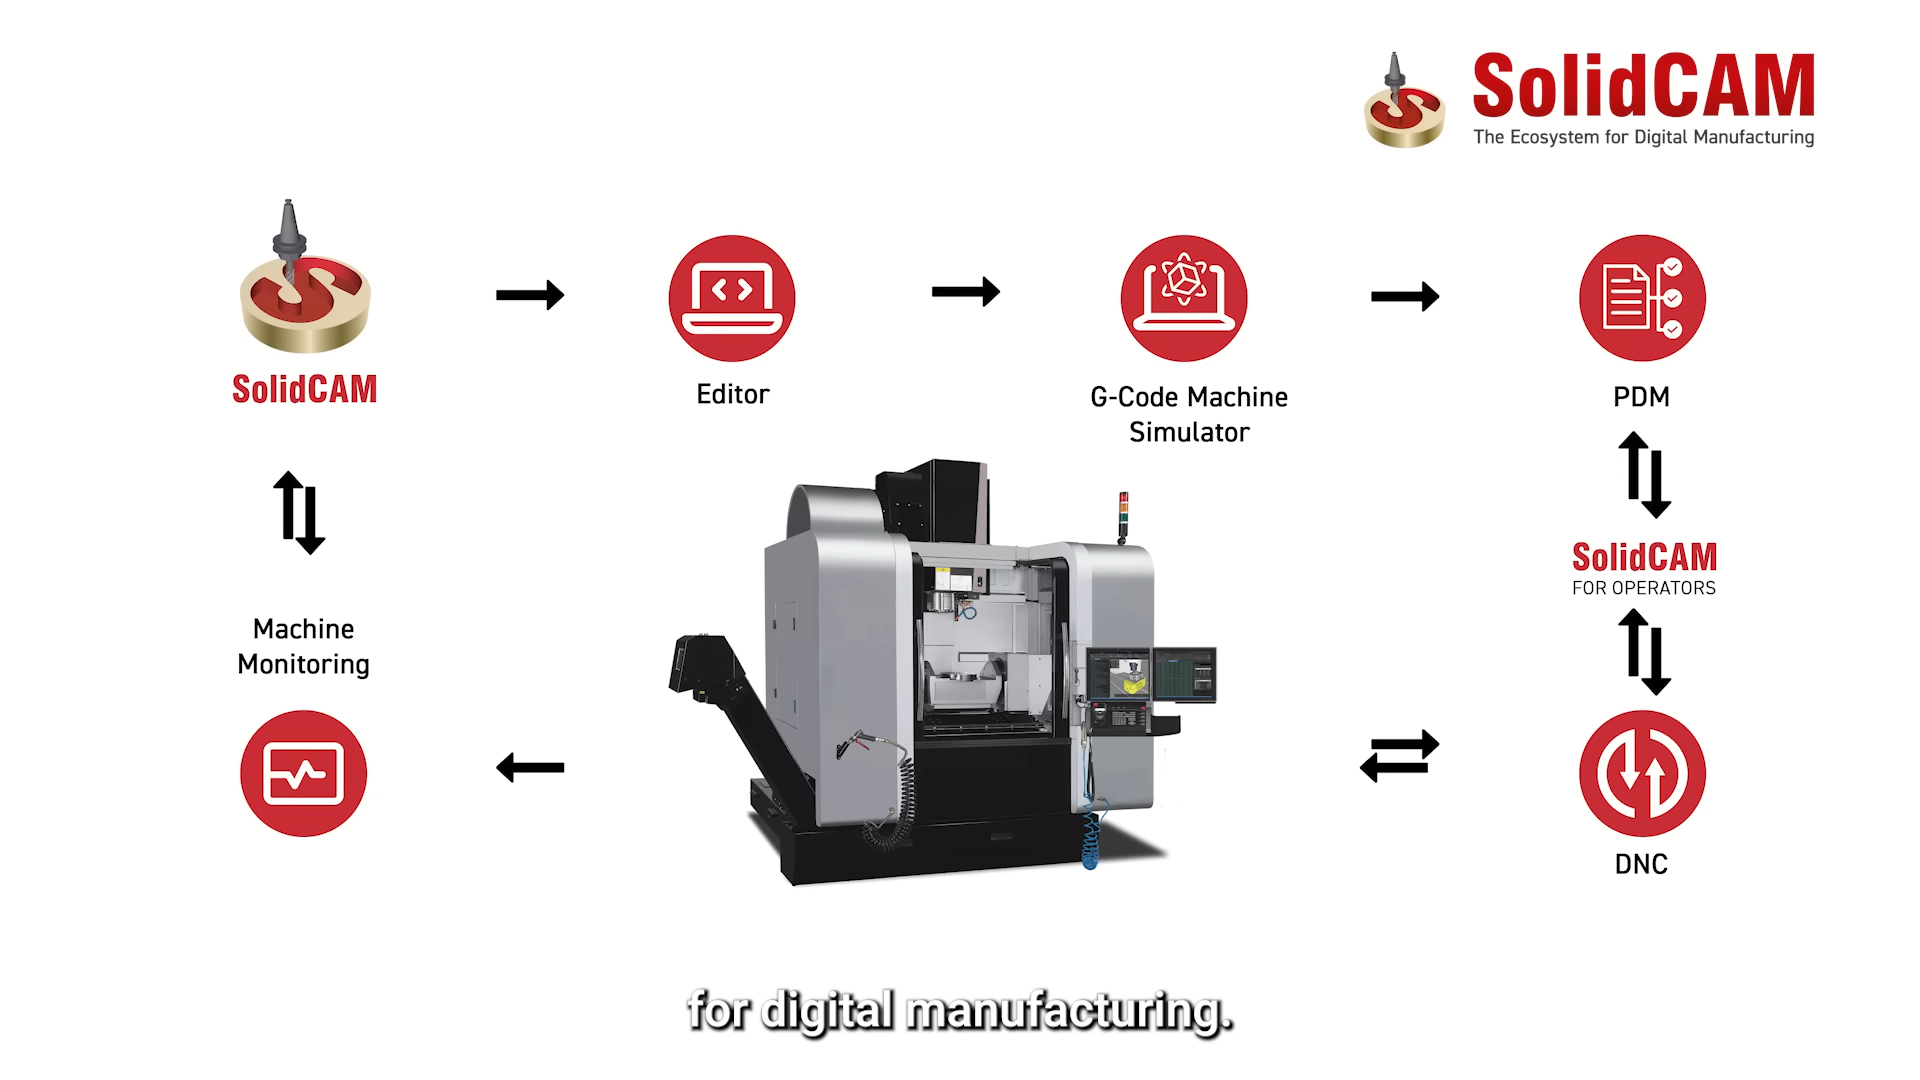 SolidCAM
The Ecosystem for Digital Manufacturing
SolidCAM
Editor
G-Code Machine
Simulator
PDM
SolidCAM
FOR OPERATORS
Machine
Monitoring
DNC
for digital manufacturing.